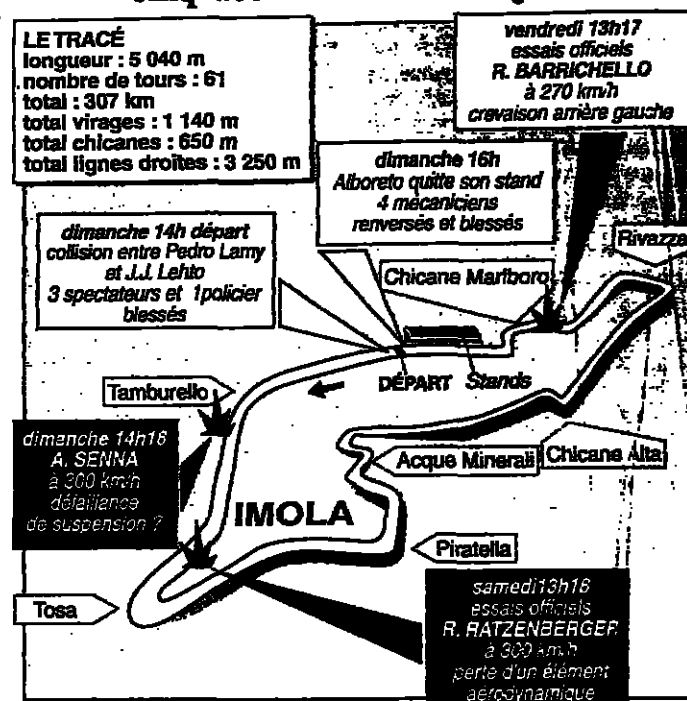 LE TRACÉ
longueur : 5 040 m
nombre de tours : 61
total : 307 km
total virages : 1 140 m
total chicanes : 650 m
total lignes droites : 3 250 m
vendredi 13h17
essais officiels
R. BARRICHELLO
à 270 km/h
crevaison arrière gauche
dimanche 16h
Alboreto quitte son stand
4 mécaniciens
renversés et blessés
dimanche 14h départ
collision entre Pedro Lamy
et J.J. Lehto
3 spectateurs et 1policier
blessés
Rivazza
Chicane Marlboro
DÉPART
Stands
Tamburello
dimanche 14h18
A. SENNA
à 300 km/h
défaillance
de suspension ?
Acque Minerali
Chicane Alta
IMOLA
Piratella
Tosa
samedi 13h18
essais officiels
R. RATZENBERGER
à 300 km/h
perte d'un élément
aérodynamique